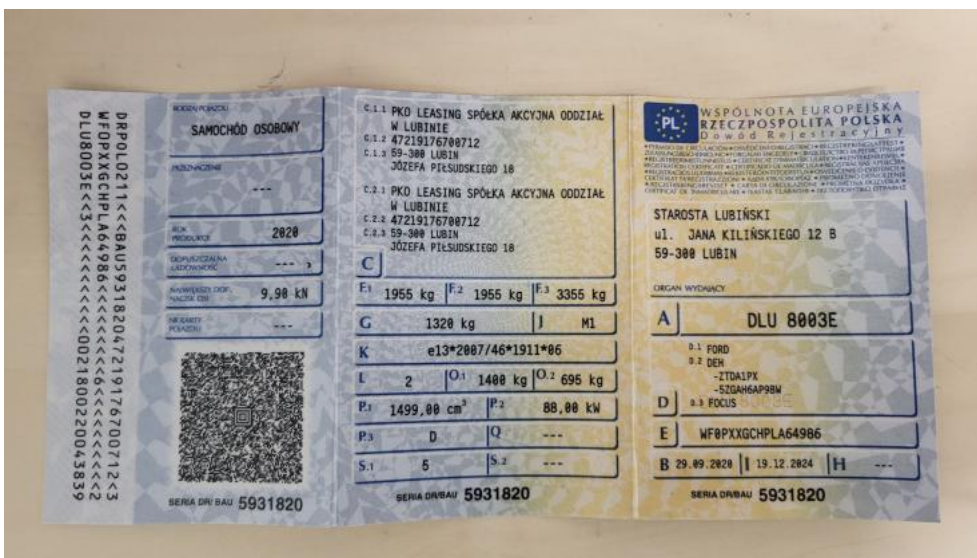 DRPOL0211<<BAU5931820472191767007<12<3
WF0PXXGCHPLA64986<<<<<<<<6<<<<<<<<<2
DLU8003E<<3<<<<<<<<<<00218002200 43839
RODZAJ POJAZDU
SAMOCHÓD OSOBOWY
PRZEZNACZENIE
---
ROK PRODUKCJI
2020
DOPUSZCZALNA ŁADOWNOŚĆ
---
NAJWIĘKSZY DOP. NACISK OSI
9,90 kN
NR KARTY POJAZDU
---
SERIA DR/BAU 5931820
C.1.1 PKO LEASING SPÓŁKA AKCYJNA ODDZIAŁ
W LUBINIE
C.1.2 47219176700712
C.1.3 59-300 LUBIN
JÓZEFA PIŁSUDSKIEGO 18
C.2.1 PKO LEASING SPÓŁKA AKCYJNA ODDZIAŁ
W LUBINIE
C.2.2 47219176700712
C.2.3 59-300 LUBIN
JÓZEFA PIŁSUDSKIEGO 18
C
F.1 1955 kg F.2 1955 kg F.3 3355 kg
G 1320 kg J M1
K e13*2007/46*1911*06
L 2 O.1 1400 kg O.2 695 kg
P.1 1499,00 cm³ P.2 88,00 kW
P.3 D Q ---
S.1 5 S.2 ---
SERIA DR/BAU 5931820
PL
WSPÓLNOTA EUROPEJSKA
RZECZPOSPOLITA POLSKA
Dowód Rejestracyjny
STAROSTA LUBIŃSKI
ul. JANA KILIŃSKIEGO 12 B
59-300 LUBIN
ORGAN WYDAJĄCY
A DLU 8003E
D.1 FORD
D.2 DEH
-ZTDA1PX
-5ZGAH6AP9BW
D D.3 FOCUS
E WF0PXXGCHPLA64986
B 29.09.2020 I 19.12.2024 H ---
SERIA DR/BAU 5931820